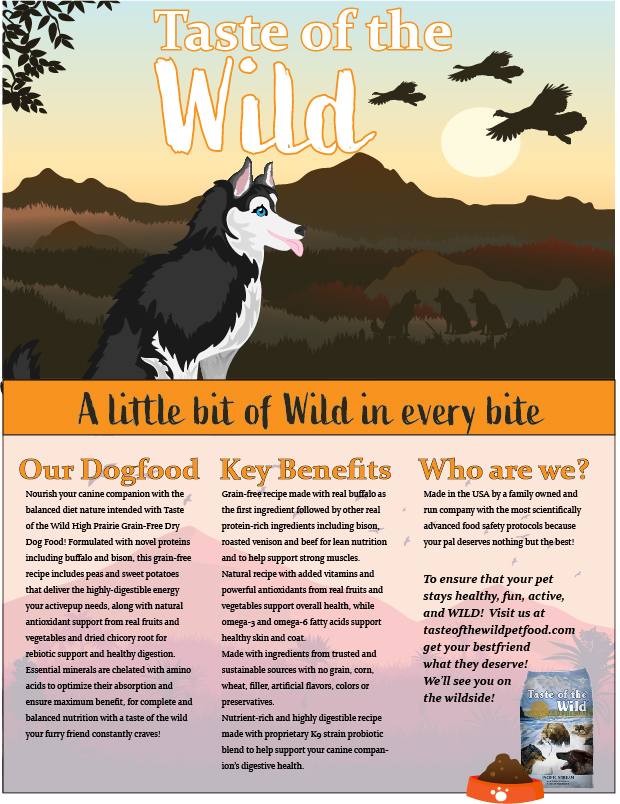 Taste of the
Wild
A little bit of Wild in every bite
Our Dogfood
Nourish your canine companion with the
balanced diet nature intended with Taste
of the Wild High Prairie Grain-Free Dry
Dog Food! Formulated with novel proteins
including buffalo and bison, this grain-free
recipe includes peas and sweet potatoes
that deliver the highly-digestible energy
your activepup needs, along with natural
antioxidant support from real fruits and
vegetables and dried chicory root for
rebiotic support and healthy digestion.
Essential minerals are chelated with amino
acids to optimize their absorption and
ensure maximum benefit, for complete and
balanced nutrition with a taste of the wild
your furry friend constantly craves!
Key Benefits
Grain-free recipe made with real buffalo as
the first ingredient followed by other real
protein-rich ingredients including bison,
roasted venison and beef for lean nutrition
and to help support strong muscles.
Natural recipe with added vitamins and
powerful antioxidants from real fruits and
vegetables support overall health, while
omega-3 and omega-6 fatty acids support
healthy skin and coat.
Made with ingredients from trusted and
sustainable sources with no grain, corn,
wheat, filler, artificial flavors, colors or
preservatives.
Nutrient-rich and highly digestible recipe
made with proprietary K9 strain probiotic
blend to help support your canine compan-
ion's digestive health.
Who are we?
Made in the USA by a family owned and
run company with the most scientifically
advanced food safety protocols because
your pal deserves nothing but the best!
To ensure that your pet
stays healthy, fun, active,
and WILD! Visit us at
tasteofthewildpetfood.com
get your bestfriend
what they deserve!
We'll see you on
the wildside!
Taste of the
Wild
PACIFIC STREAM